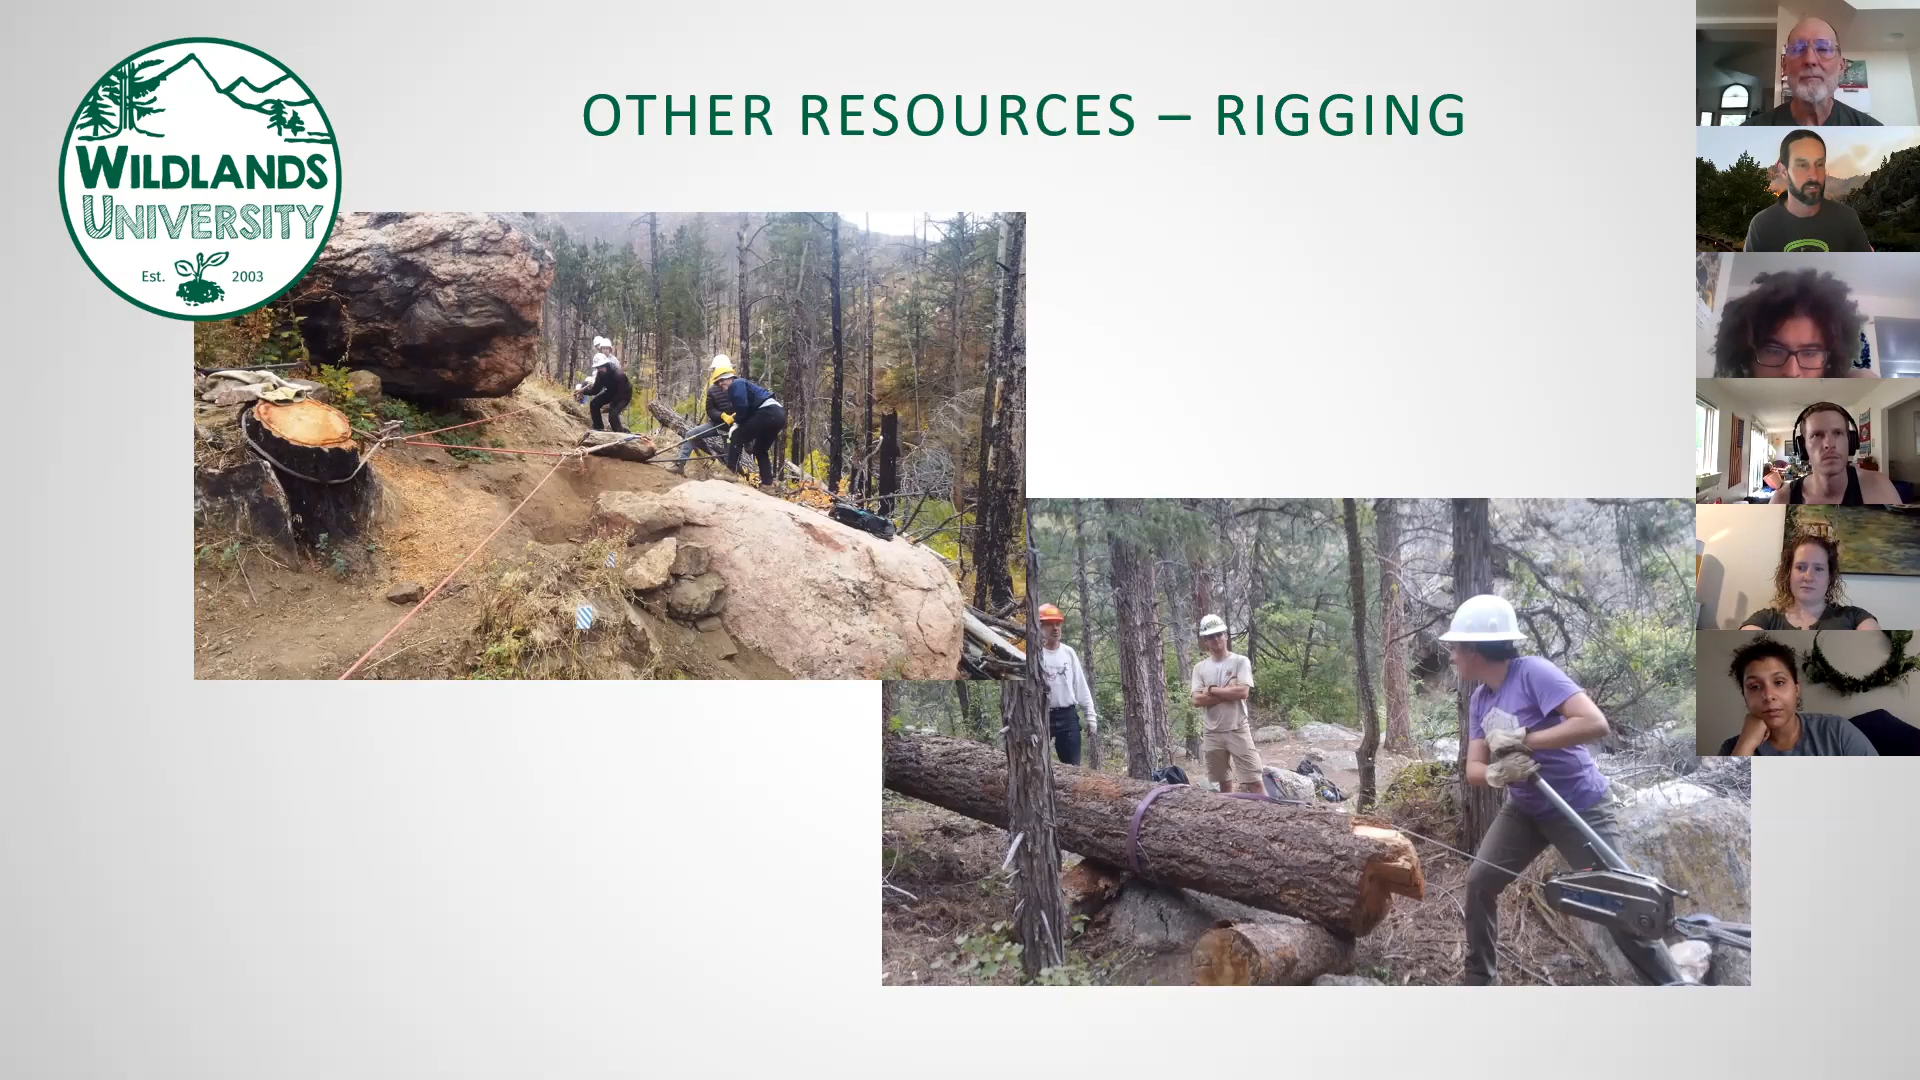 WILDLANDS
UNIVERSITY
Est. 2003
OTHER RESOURCES – RIGGING